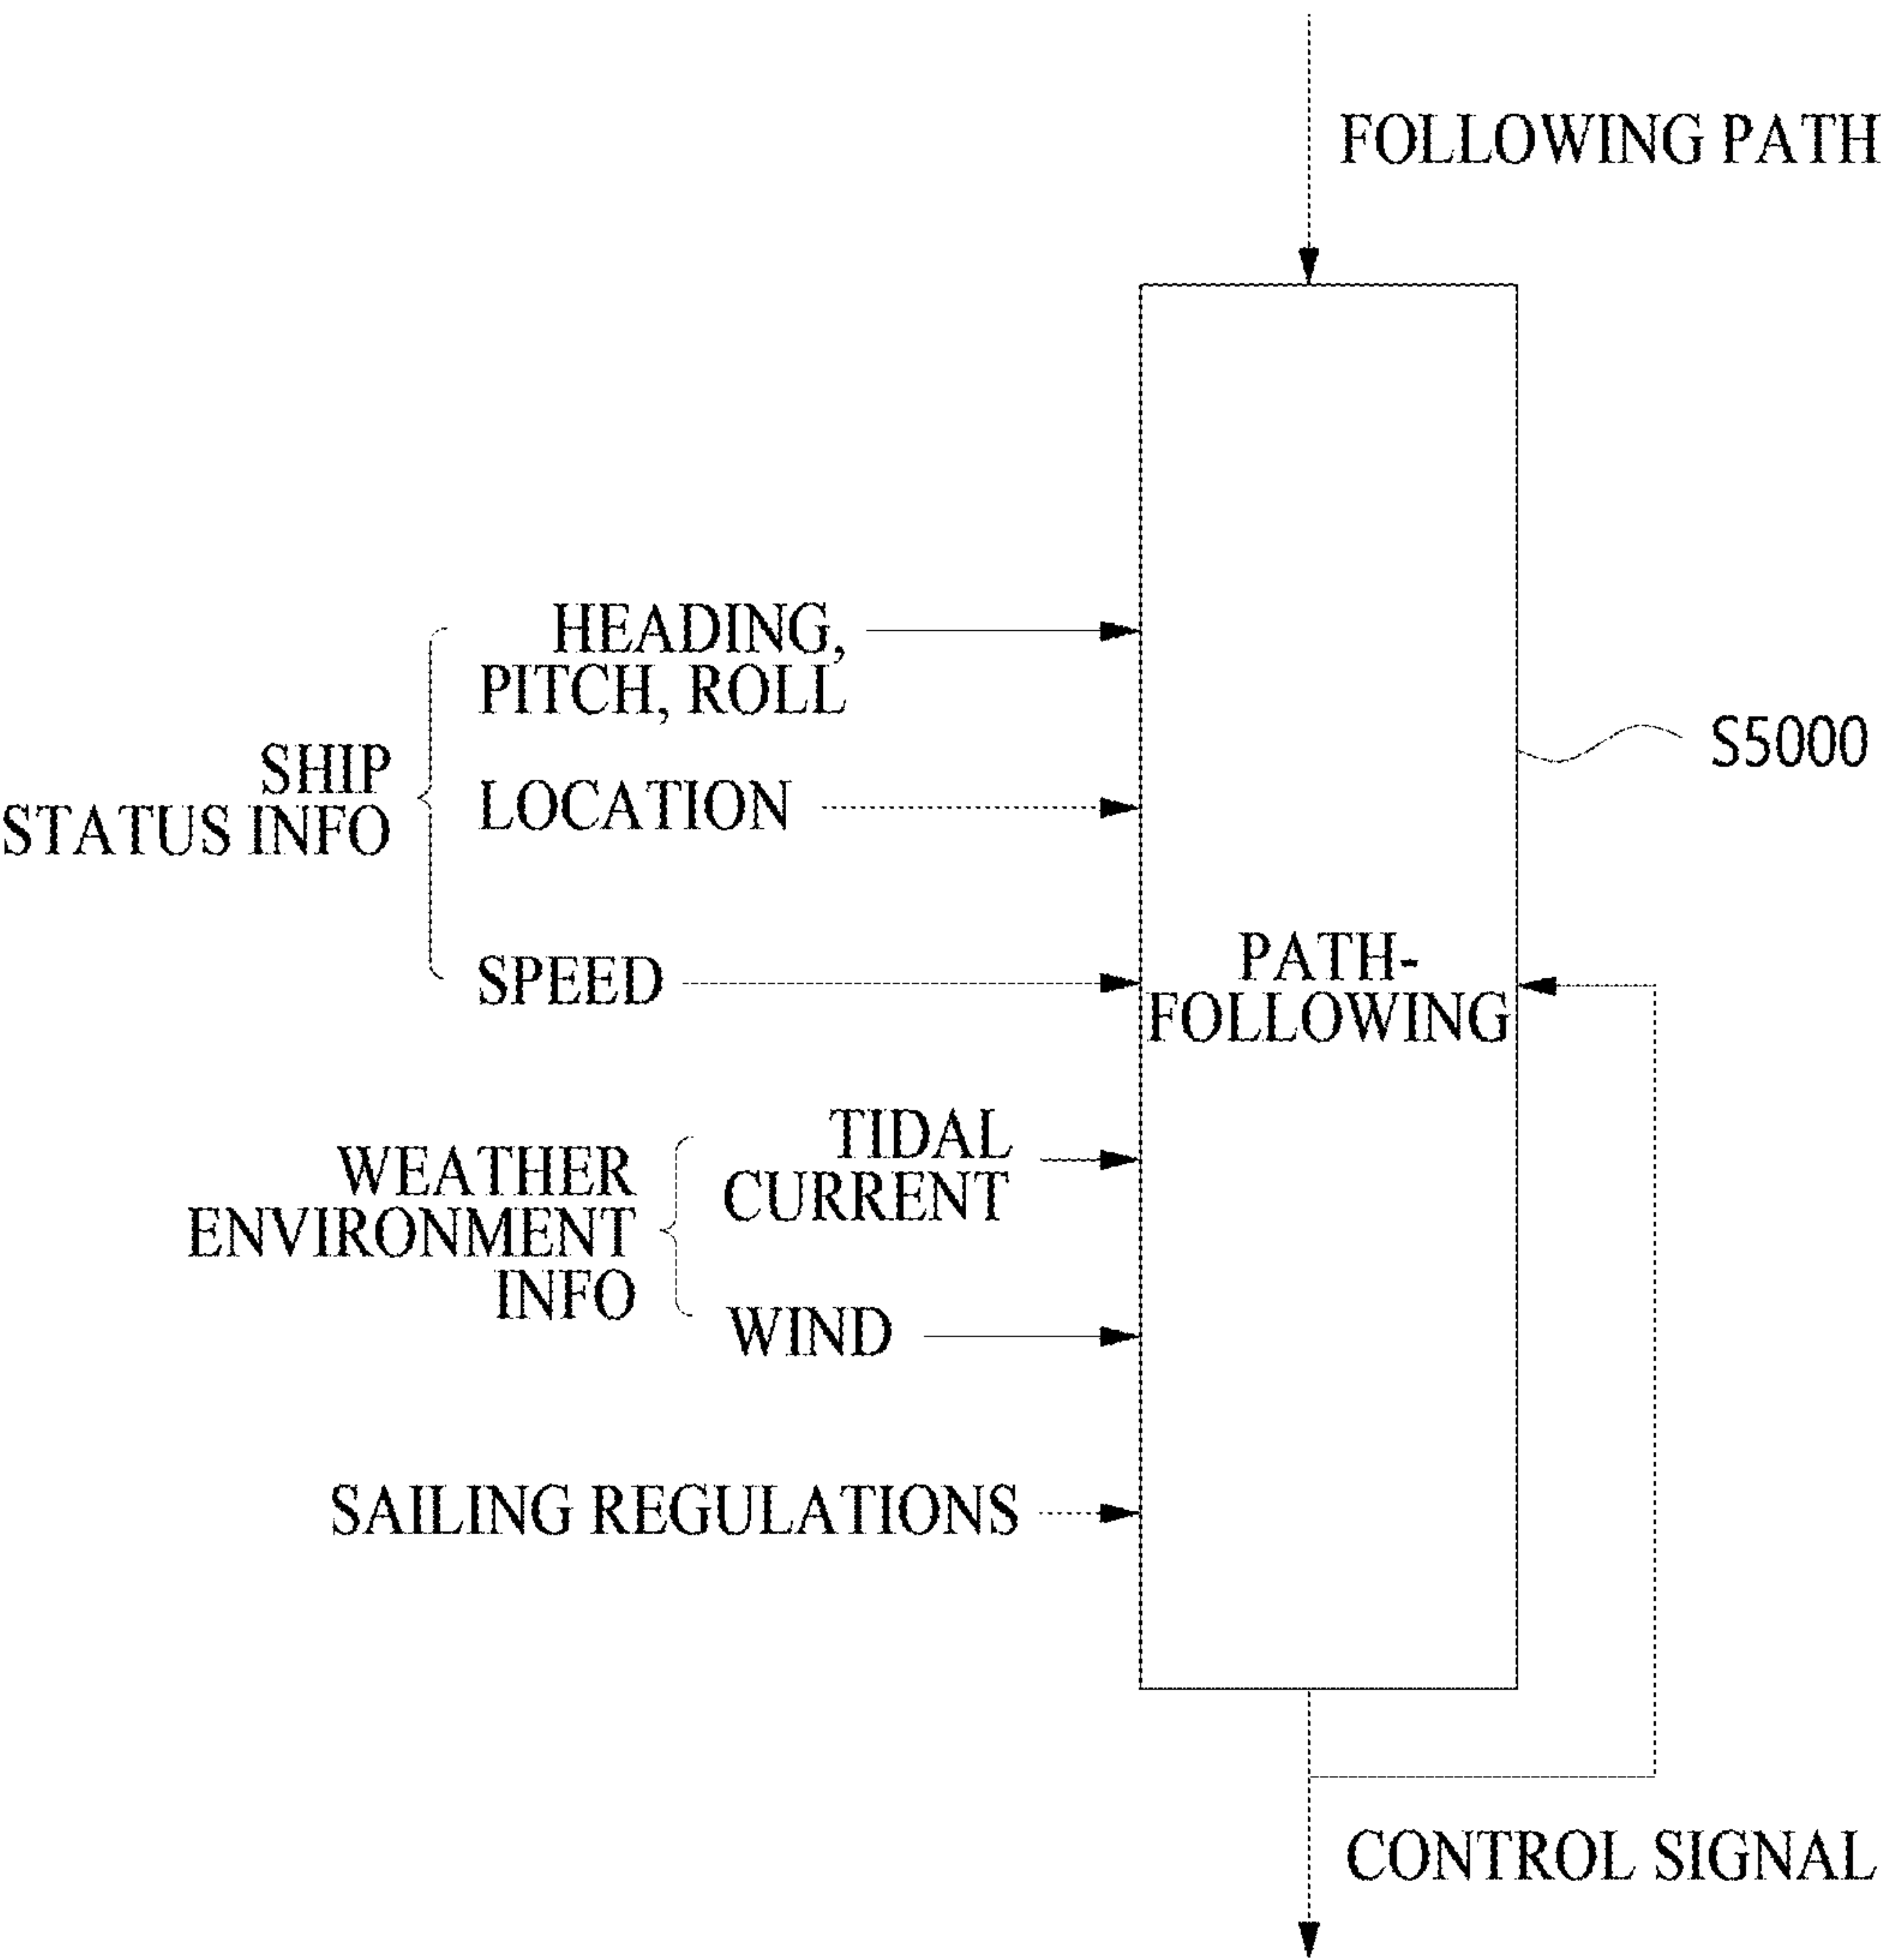 FOLLOWING PATH
HEADING,
PITCH, ROLL
SHIP
STATUS INFO
LOCATION
SPEED
S5000
PATH-
FOLLOWING
WEATHER
ENVIRONMENT
INFO
TIDAL
CURRENT
WIND
SAILING REGULATIONS
CONTROL SIGNAL